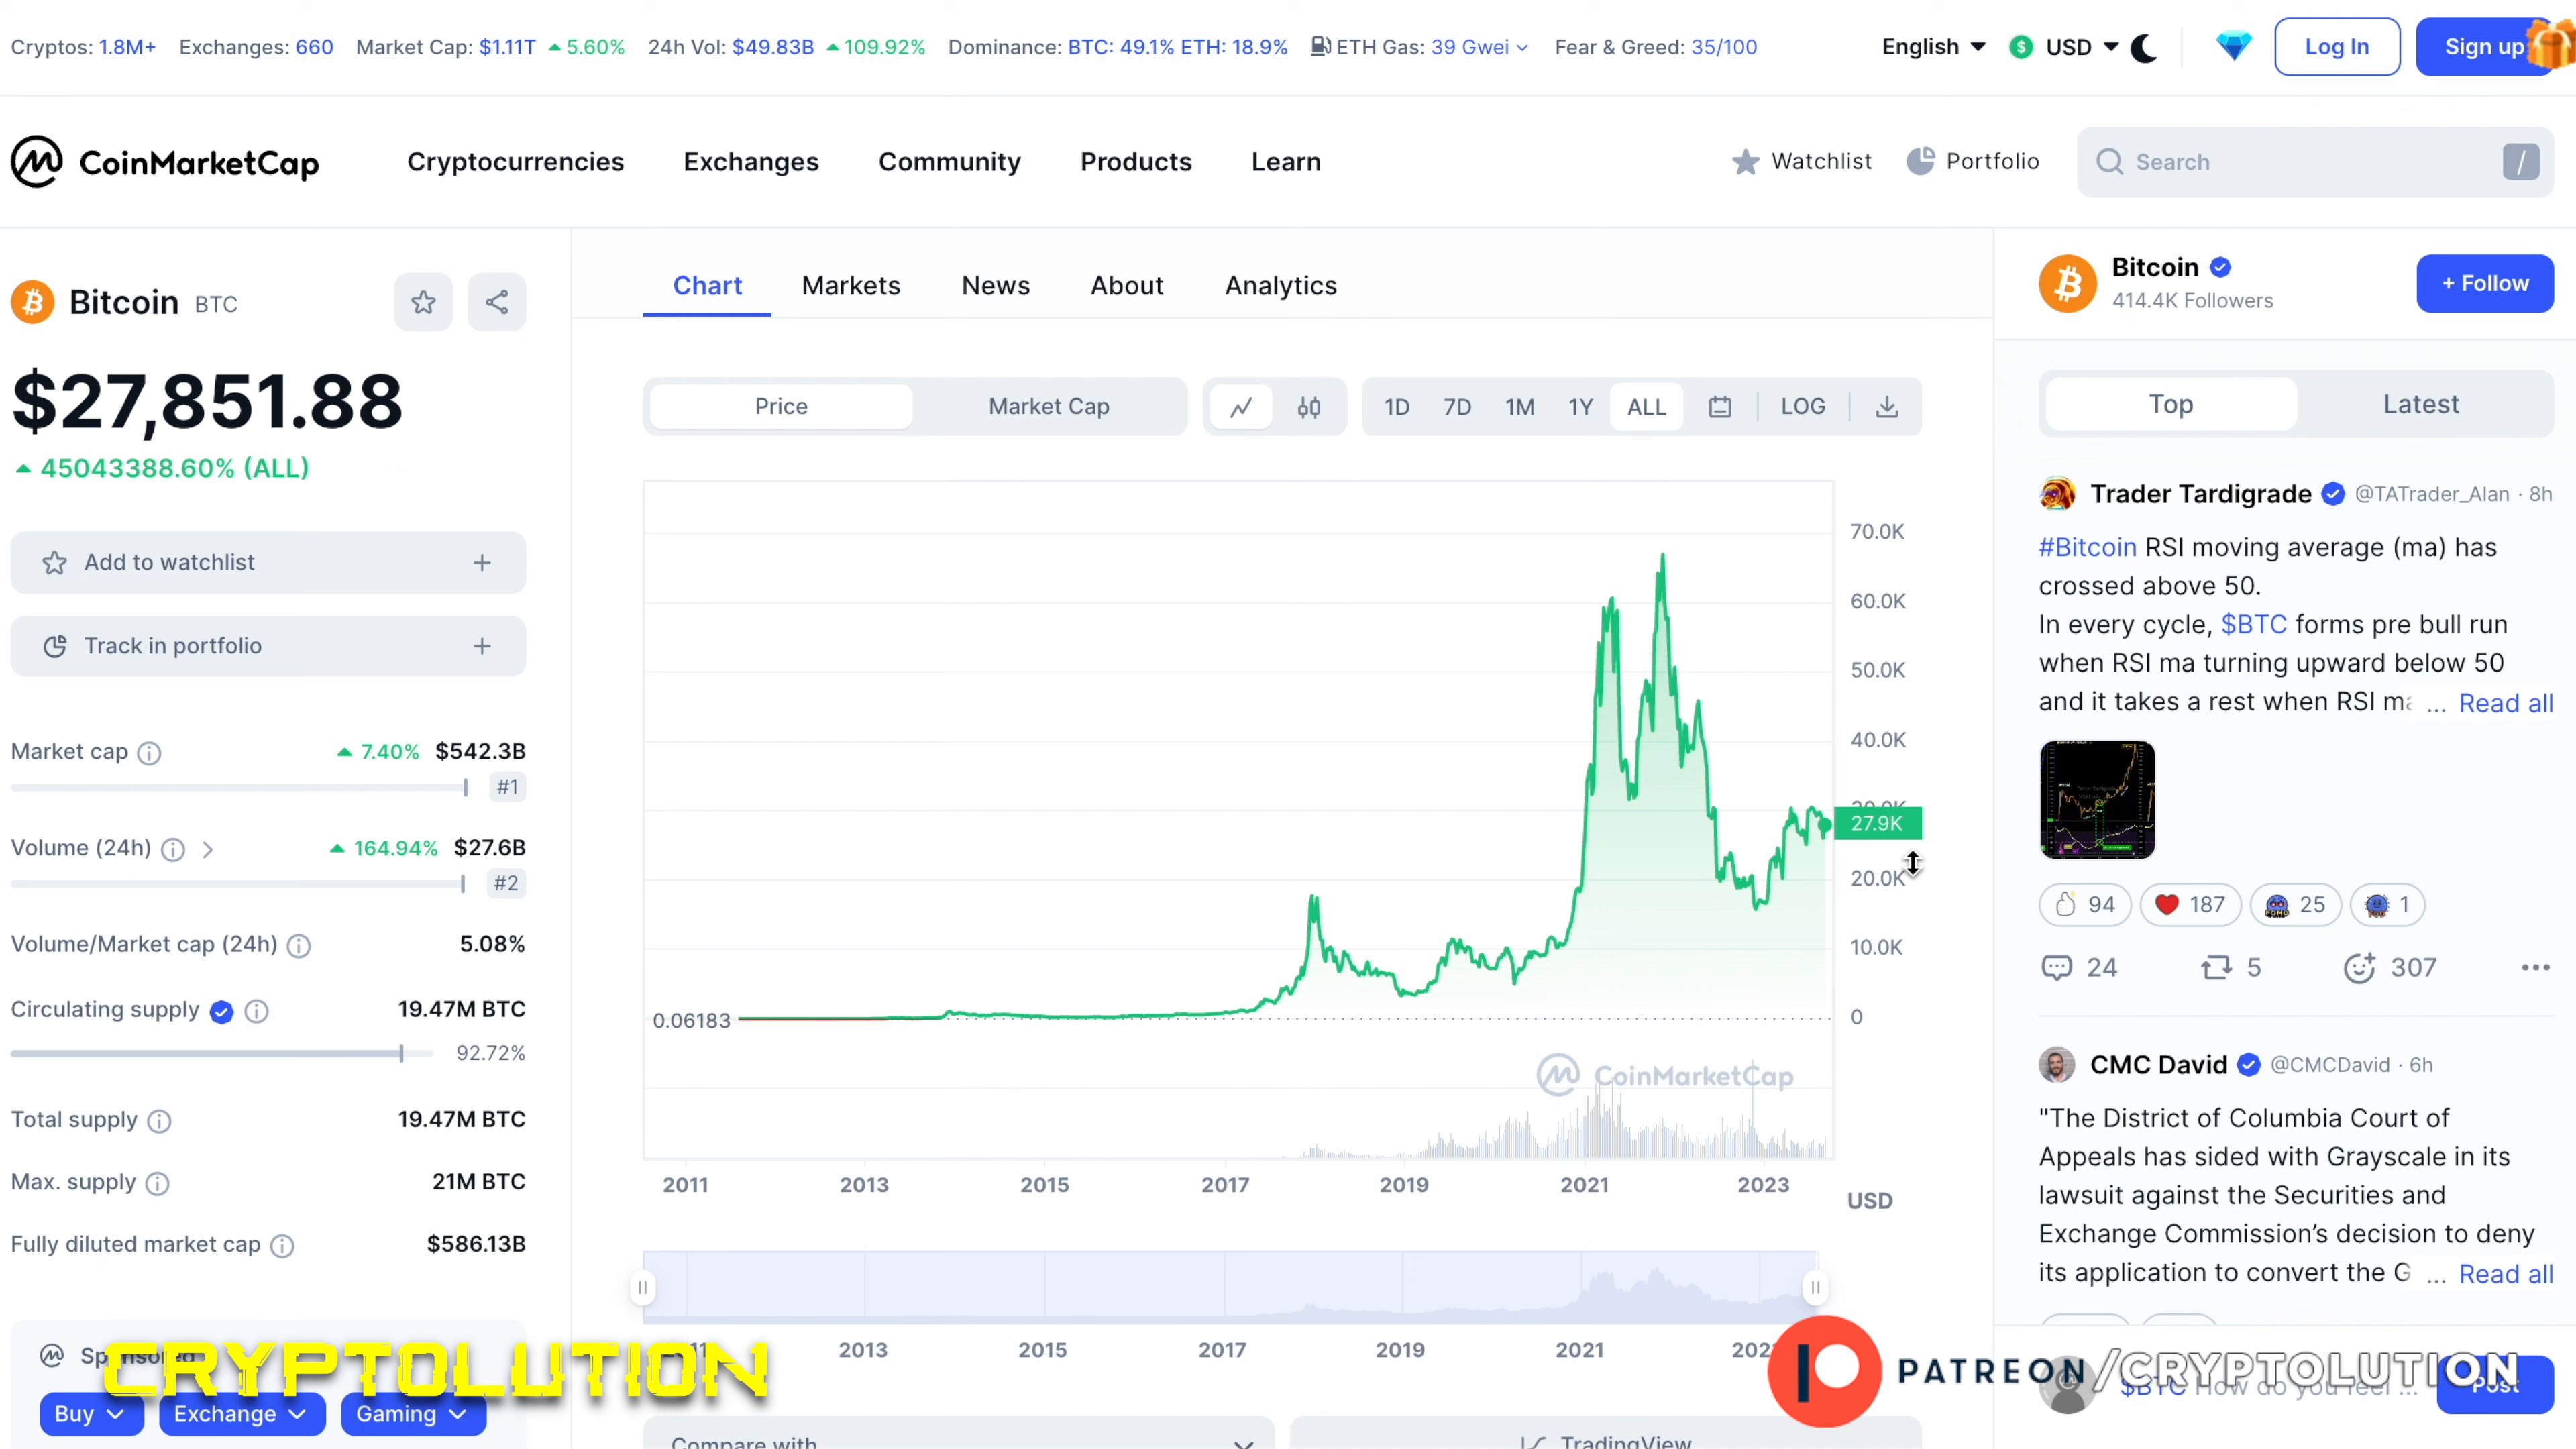 Cryptos: 1.8M+ Exchanges: 660 Market Cap: $1.11T 5.60% 24h Vol: $49.83B 109.92% Dominance: BTC: 49.1% ETH: 18.9% ETH Gas: 39 Gwei Fear & Greed: 35/100 English USD Log In Sign up
CoinMarketCap Cryptocurrencies Exchanges Community Products Learn Watchlist Portfolio Search /
Bitcoin BTC
$27,851.88
45043388.60% (ALL)
Add to watchlist +
Track in portfolio +
Market cap 7.40% $542.3B
#1
Volume (24h) 164.94% $27.6B
#2
Volume/Market cap (24h) 5.08%
Circulating supply 19.47M BTC
92.72%
Total supply 19.47M BTC
Max. supply 21M BTC
Fully diluted market cap $586.13B
Sponsored
CRYPTOLUTION
Buy Exchange Gaming
Chart Markets News About Analytics
Price Market Cap 1D 7D 1M 1Y ALL LOG
70.0K
60.0K
50.0K
40.0K
27.9K
20.0K
10.0K
0.06183 0
CoinMarketCap
2011 2013 2015 2017 2019 2021 2023
USD
2013 2015 2017 2019 2021
Compare with TradingView
Bitcoin
414.4K Followers
+ Follow
Top Latest
Trader Tardigrade @TATrader_Alan · 8h
#Bitcoin RSI moving average (ma) has
crossed above 50.
In every cycle, $BTC forms pre bull run
when RSI ma turning upward below 50
and it takes a rest when RSI ma ... Read all
94 187 25 1
24 5 307
CMC David @CMCDavid · 6h
"The District of Columbia Court of
Appeals has sided with Grayscale in its
lawsuit against the Securities and
Exchange Commission's decision to deny
its application to convert the G ... Read all
PATREON/CRYPTOLUTION
$BTC How do you feel ... Post